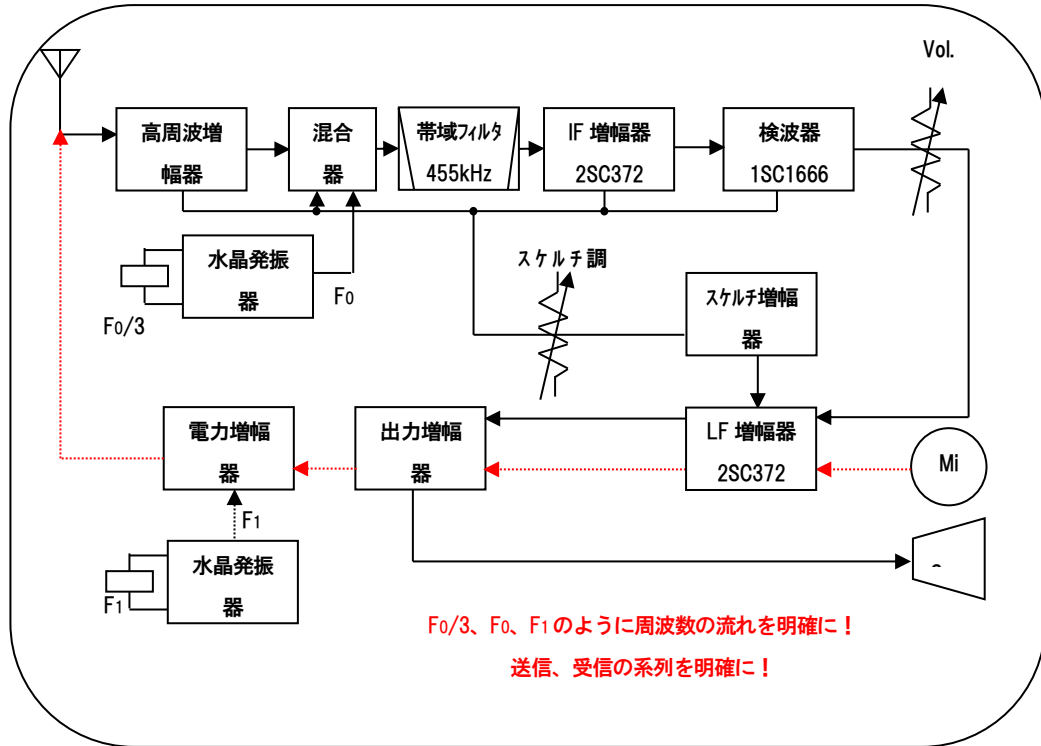 Vol.
高周波増
幅器
混合
器
帯域フィルタ
455kHz
IF 増幅器
2SC372
検波器
1SC1666
水晶発振
器
F0/3
F0
スケルチ調
スケルチ増幅
器
電力増幅
器
出力増幅
器
LF 増幅器
2SC372
Mi
F1
水晶発振
器
F1
F0/3、F0、F1のように周波数の流れを明確に！
送信、受信の系列を明確に！